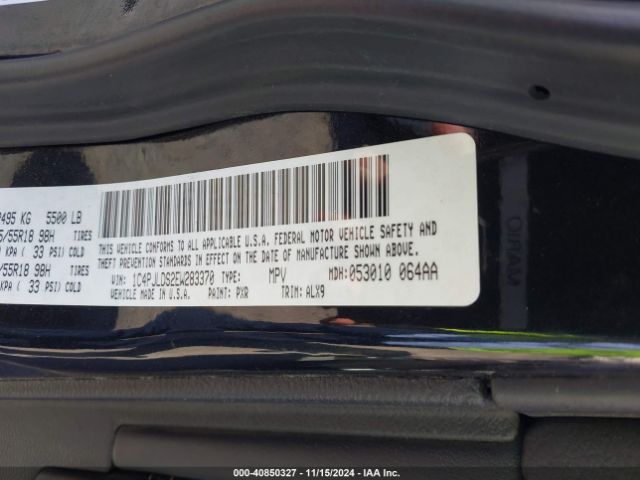 2495 KG 5500 LB
5/55R18 98H TIRES
KPA ( 33 PSI) COLD
/55R18 98H TIRES
KPA ( 33 PSI) COLD
THIS VEHICLE CONFORMS TO ALL APPLICABLE U.S.A. FEDERAL MOTOR VEHICLE SAFETY AND
THEFT PREVENTION STANDARDS IN EFFECT ON THE DATE OF MANUFACTURE SHOWN ABOVE.
VIN: 1C4PJLDS2EW283370 TYPE: MPV MDH: 053010 064AA
VEHICLE MADE IN U.S.A. PAINT: PXR TRIM: ALX9
000-40850327 - 11/15/2024 - IAA Inc.